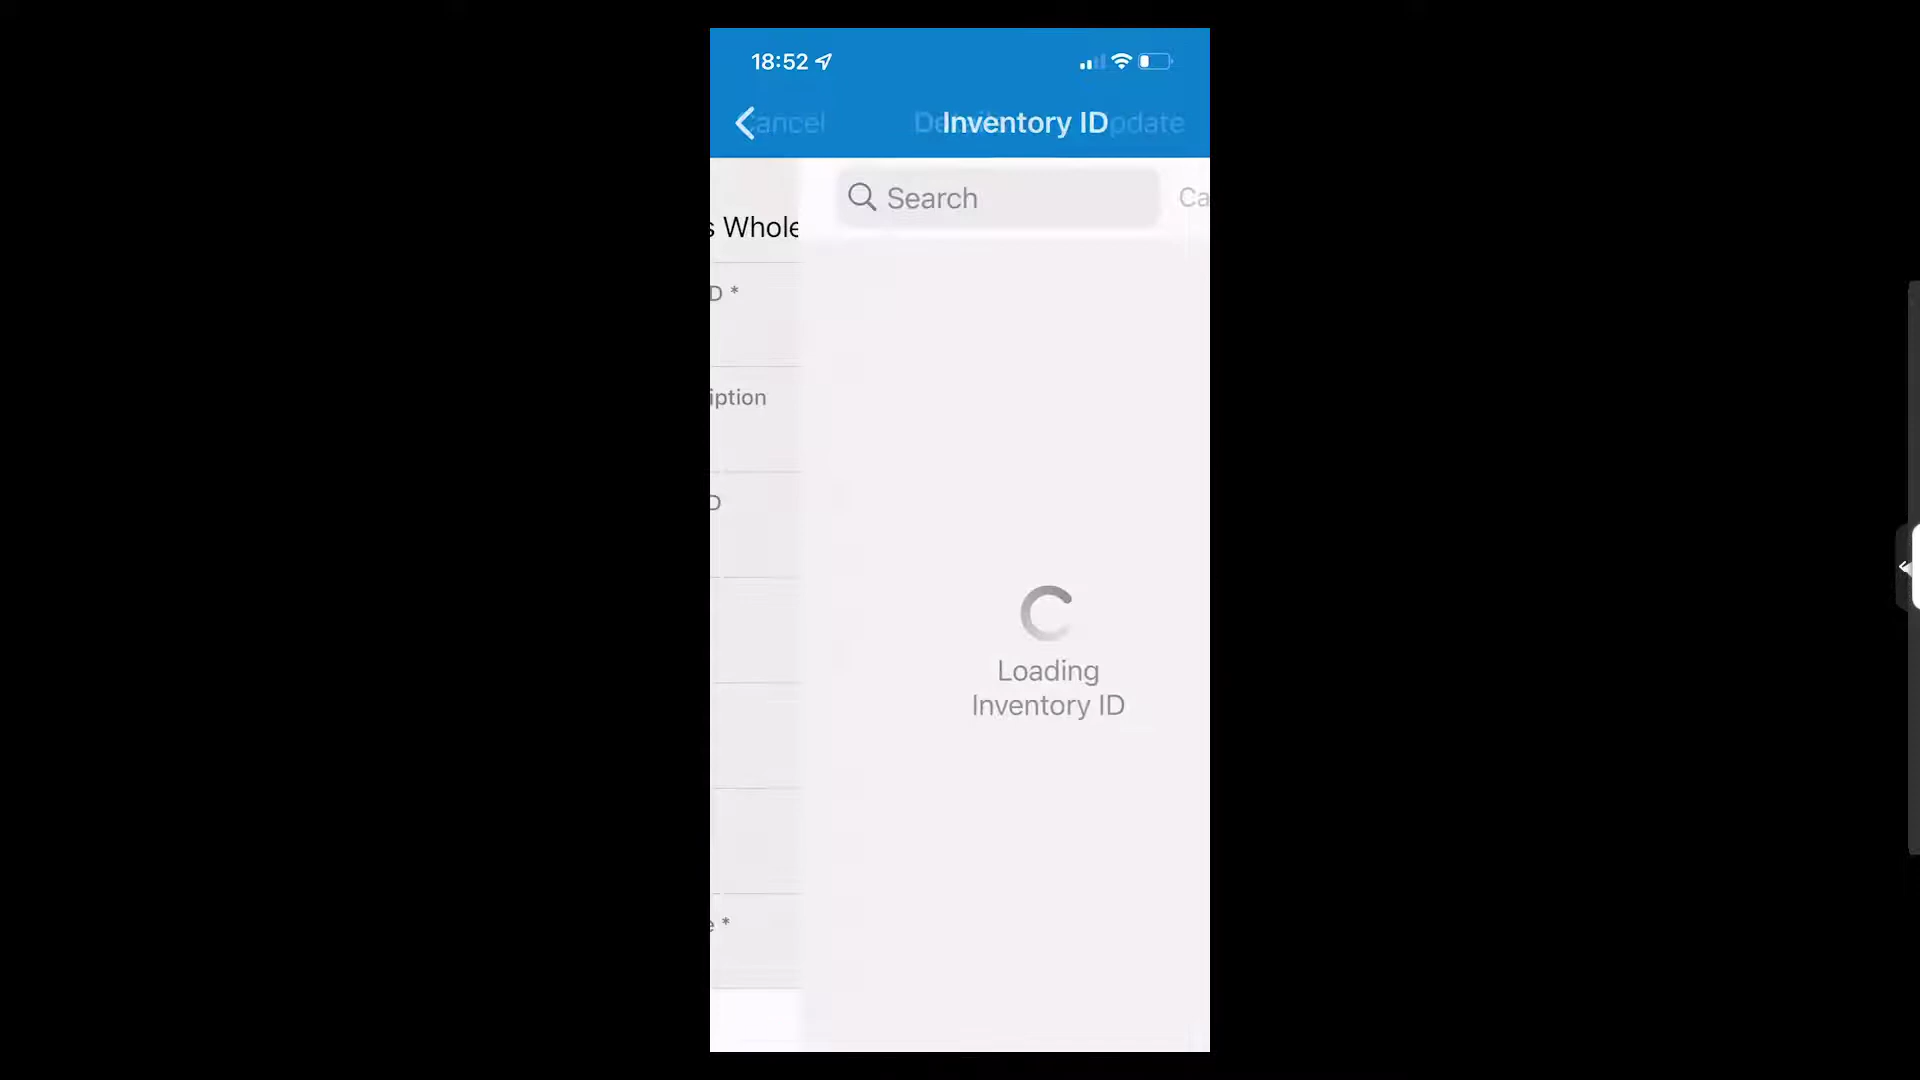 18:52
Inventory ID
Search
Whole
D *
iption
D
Loading
Inventory ID
*